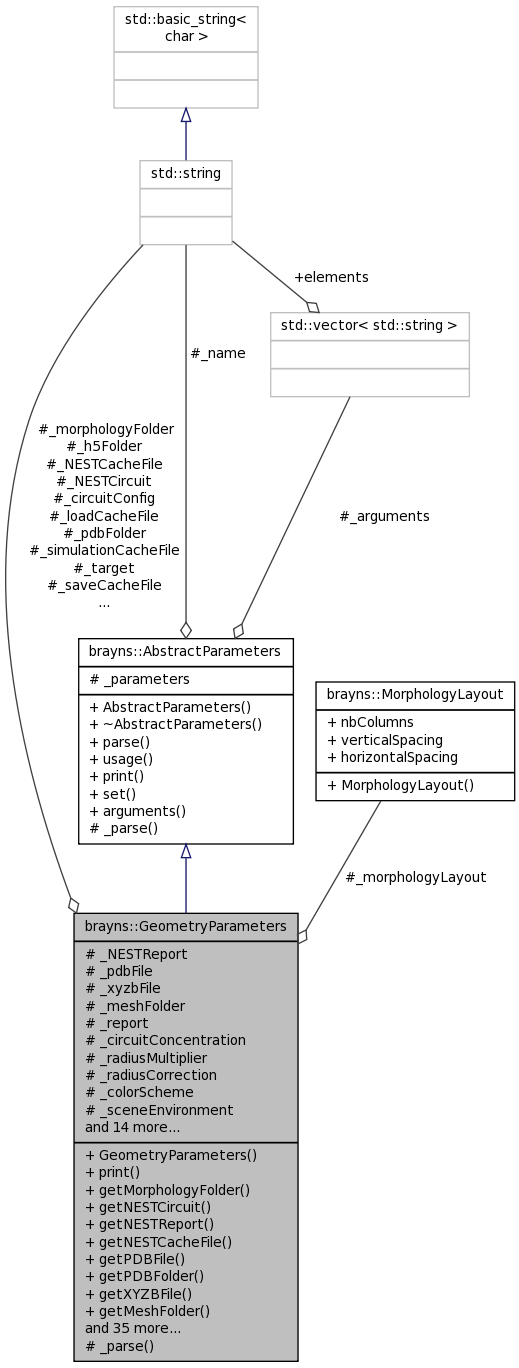 std::basic_string<
char >
std::string
+elements
std::vector< std::string >
#_name
#_morphologyFolder
#_h5Folder
#_NESTCacheFile
#_NESTCircuit
#_circuitConfig
#_loadCacheFile
#_pdbFolder
#_simulationCacheFile
#_target
#_saveCacheFile
...
#_arguments
brayns::AbstractParameters
# _parameters
+ AbstractParameters()
+ ~AbstractParameters()
+ parse()
+ usage()
+ print()
+ set()
+ arguments()
# _parse()
brayns::MorphologyLayout
+ nbColumns
+ verticalSpacing
+ horizontalSpacing
+ MorphologyLayout()
#_morphologyLayout
brayns::GeometryParameters
# _NESTReport
# _pdbFile
# _xyzbFile
# _meshFolder
# _report
# _circuitConcentration
# _radiusMultiplier
# _radiusCorrection
# _colorScheme
# _sceneEnvironment
and 14 more...
+ GeometryParameters()
+ print()
+ getMorphologyFolder()
+ getNESTCircuit()
+ getNESTReport()
+ getNESTCacheFile()
+ getPDBFile()
+ getPDBFolder()
+ getXYZBFile()
+ getMeshFolder()
and 35 more...
# _parse()